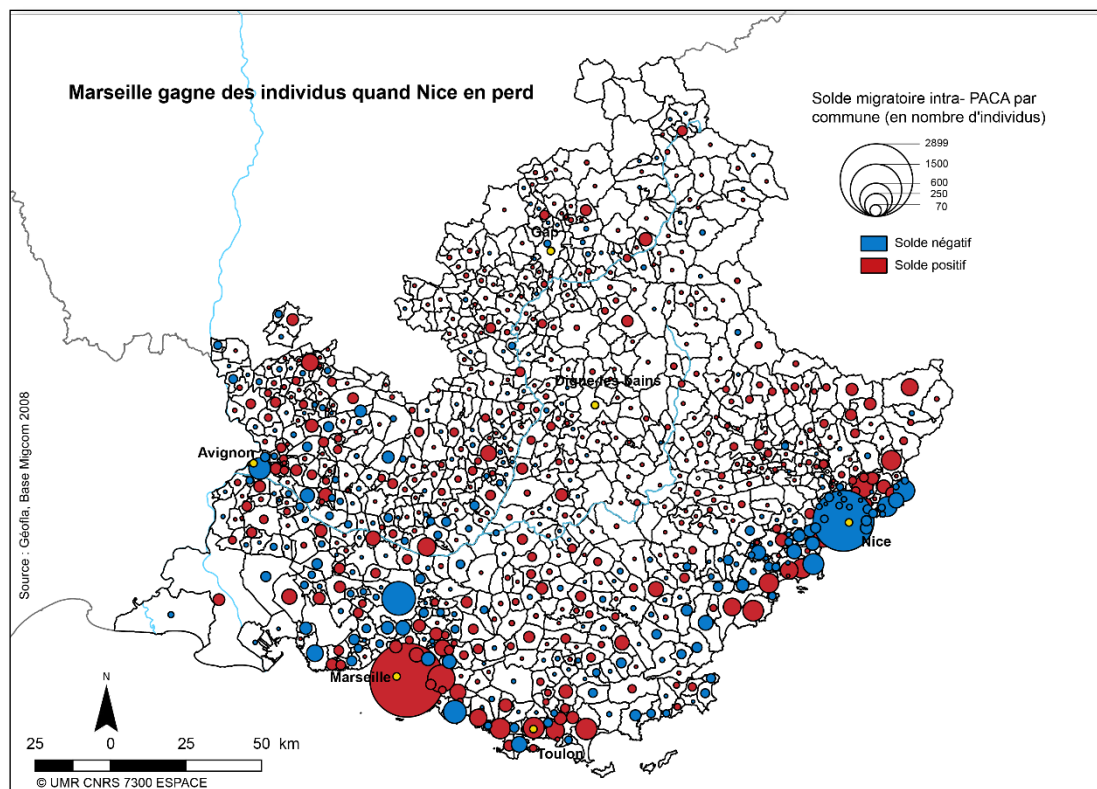 Marseille gagne des individus quand Nice en perd
Solde migratoire intra- PACA par
commune (en nombre d'individus)
2899
1500
600
250
70
Solde négatif
Solde positif
Gap
Digne-les-bains
Avignon
Nice
Marseille
Toulon
Source : Géofla, Base Migcom 2008
N
25 0 25 50 km
© UMR CNRS 7300 ESPACE